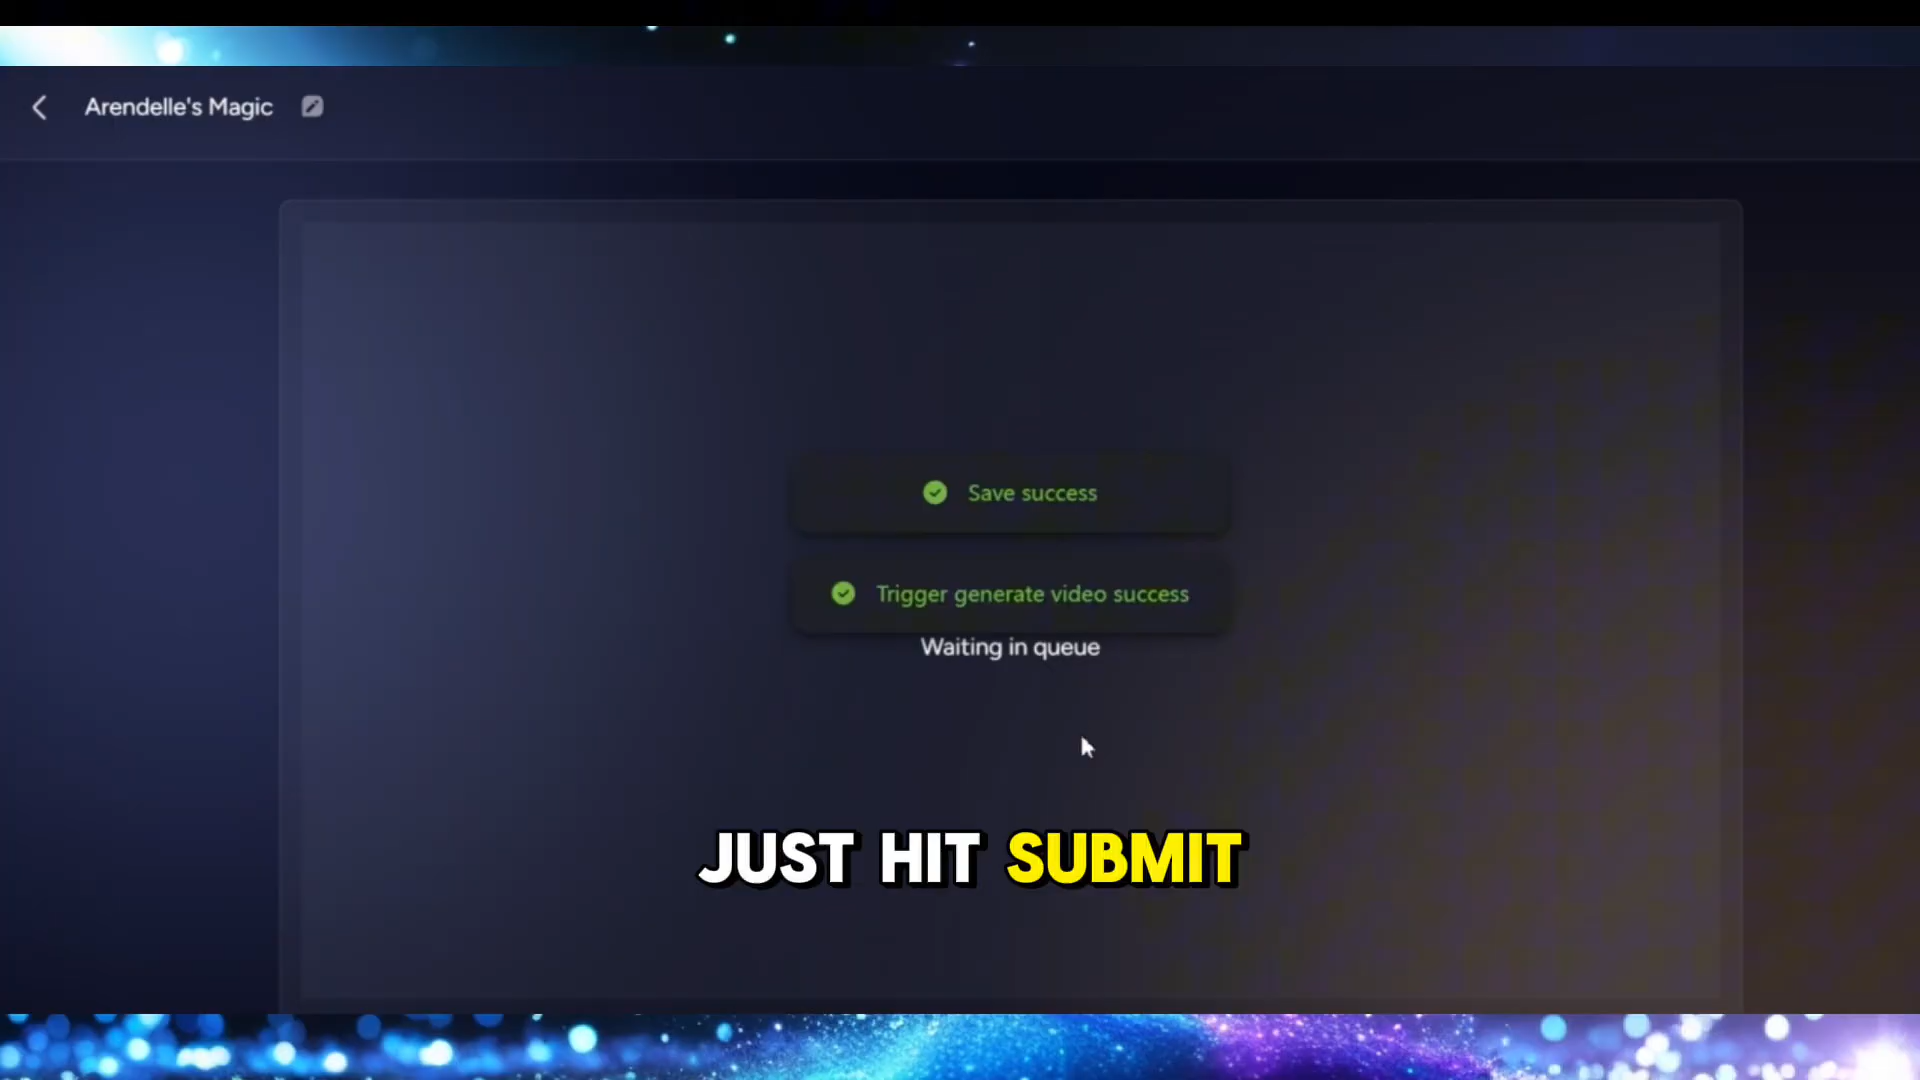 Arendelle's Magic
Save success
Trigger generate video success
Waiting in queue
JUST HIT SUBMIT